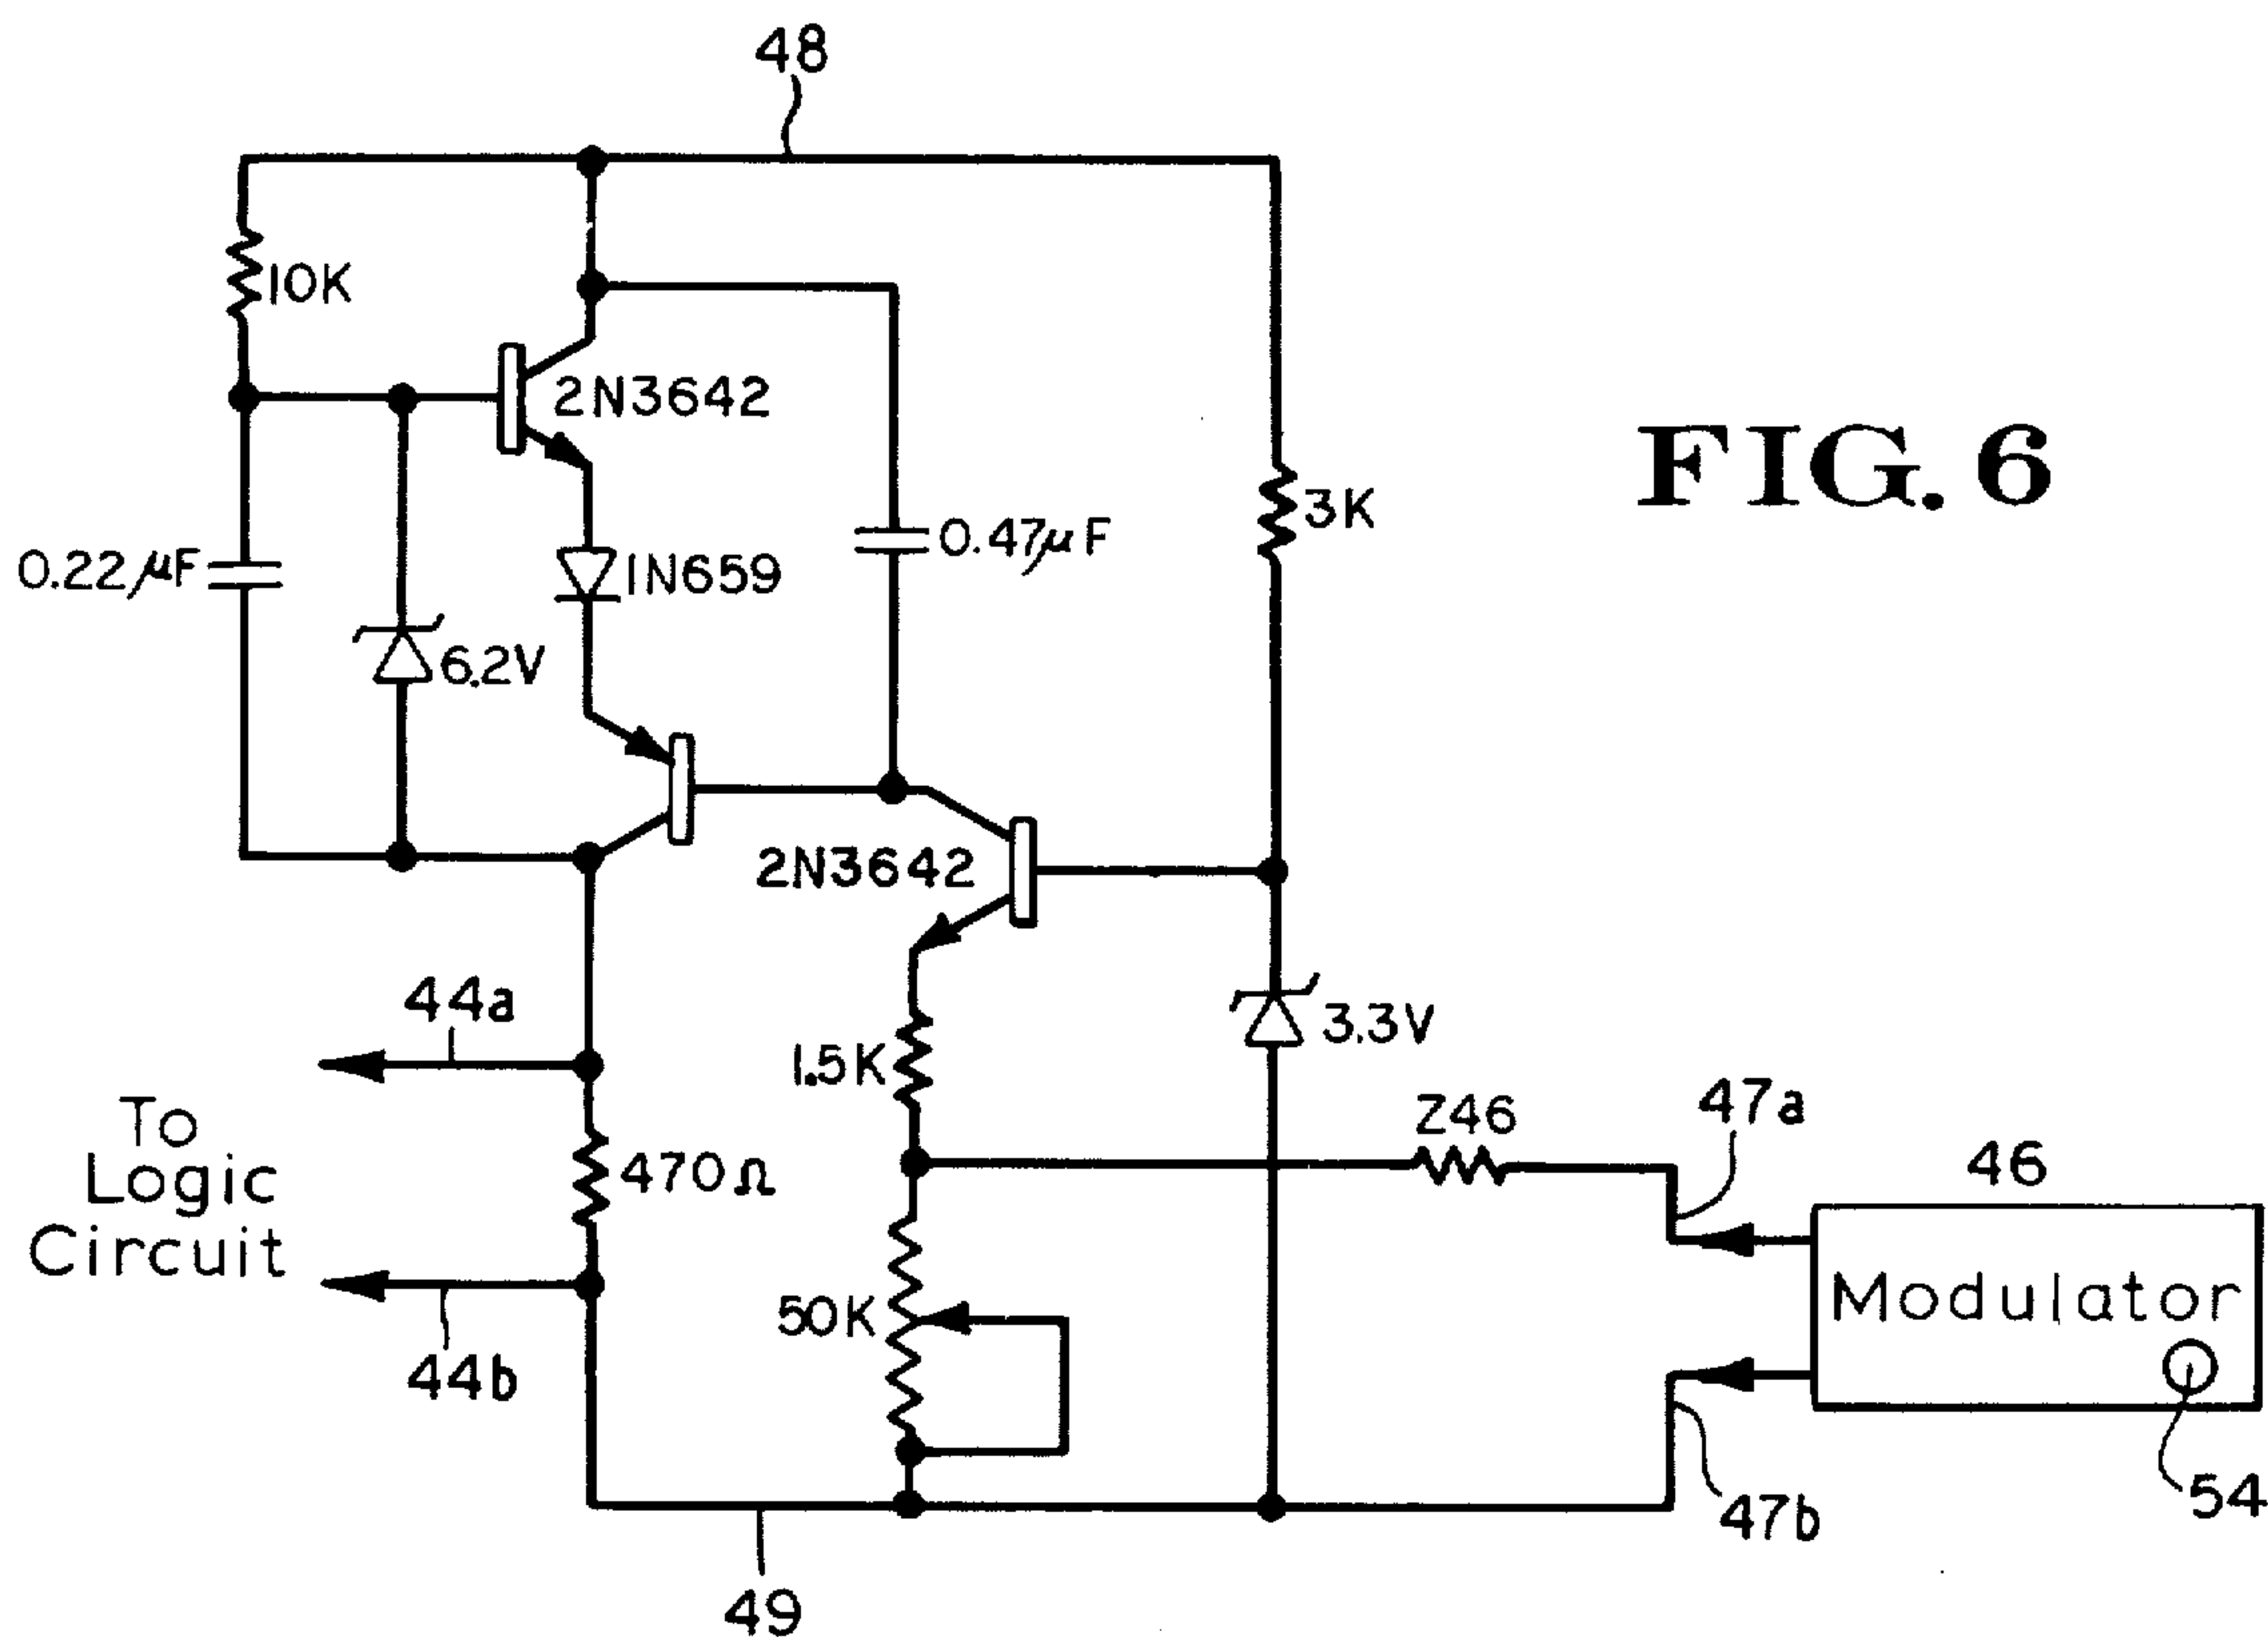 48
10K
2N3642
FIG. 6
3K
0.47μF
0.22μF
1N659
6.2V
2N3642
44a
3.3V
1.5K
Z46
47a
To
Logic
Circuit
470Ω
46
Modulator
50K
44b
54
47b
49